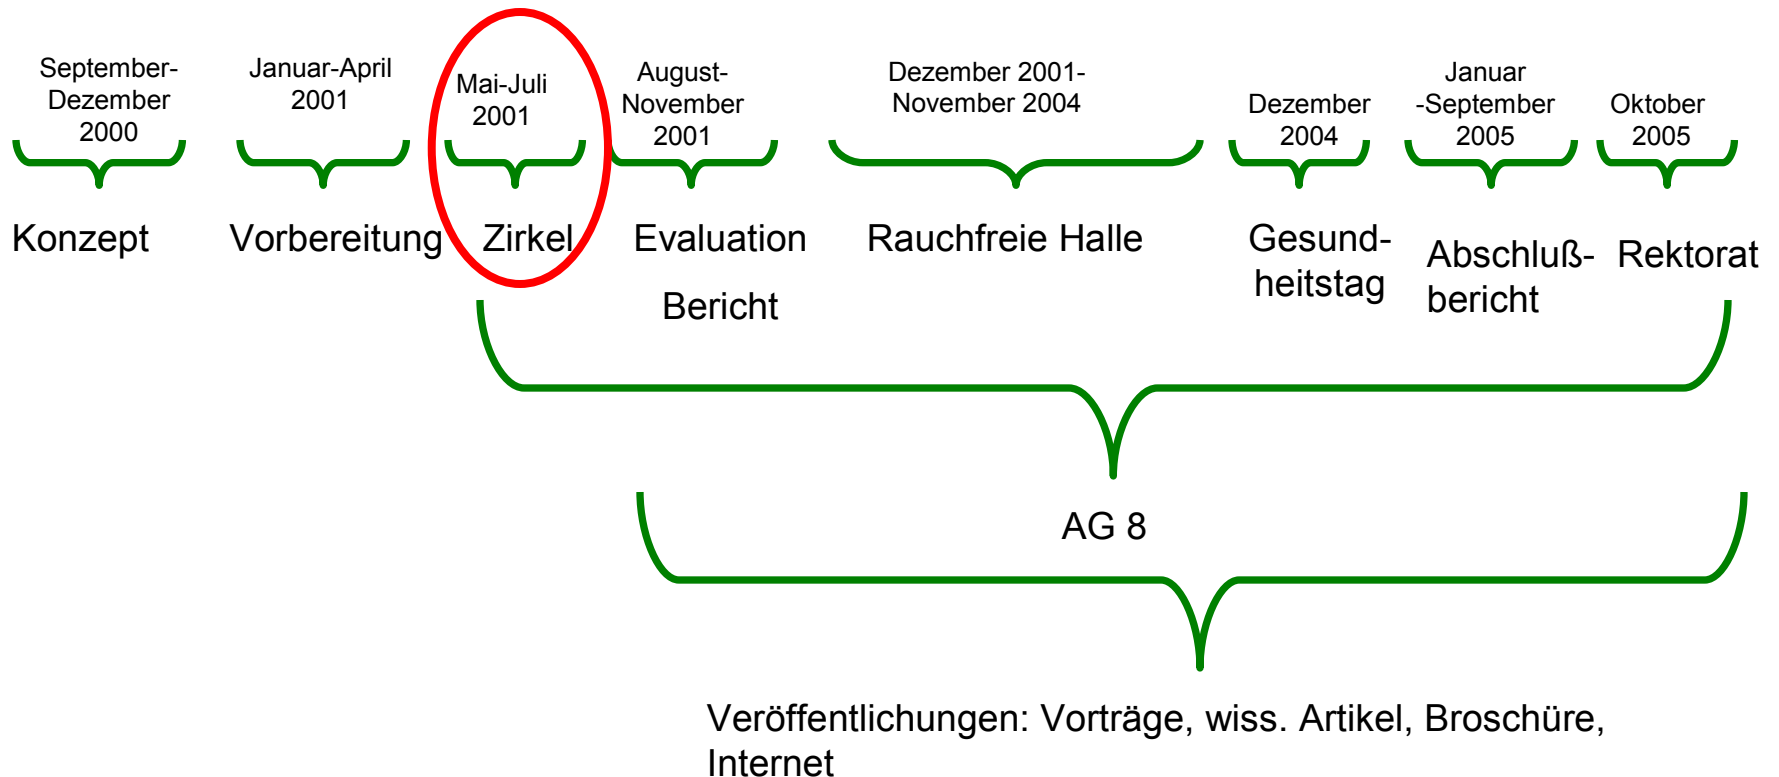 September-
Dezember
2000
Januar-April
2001
Mai-Juli
2001
August-
November
2001
Dezember 2001-
November 2004
Dezember
2004
Januar
-September
2005
Oktober
2005
Konzept
Vorbereitung
Zirkel
Evaluation
Bericht
Rauchfreie Halle
Gesund-
heitstag
Abschluß-
bericht
Rektorat
AG 8
Veröffentlichungen: Vorträge, wiss. Artikel, Broschüre,
Internet